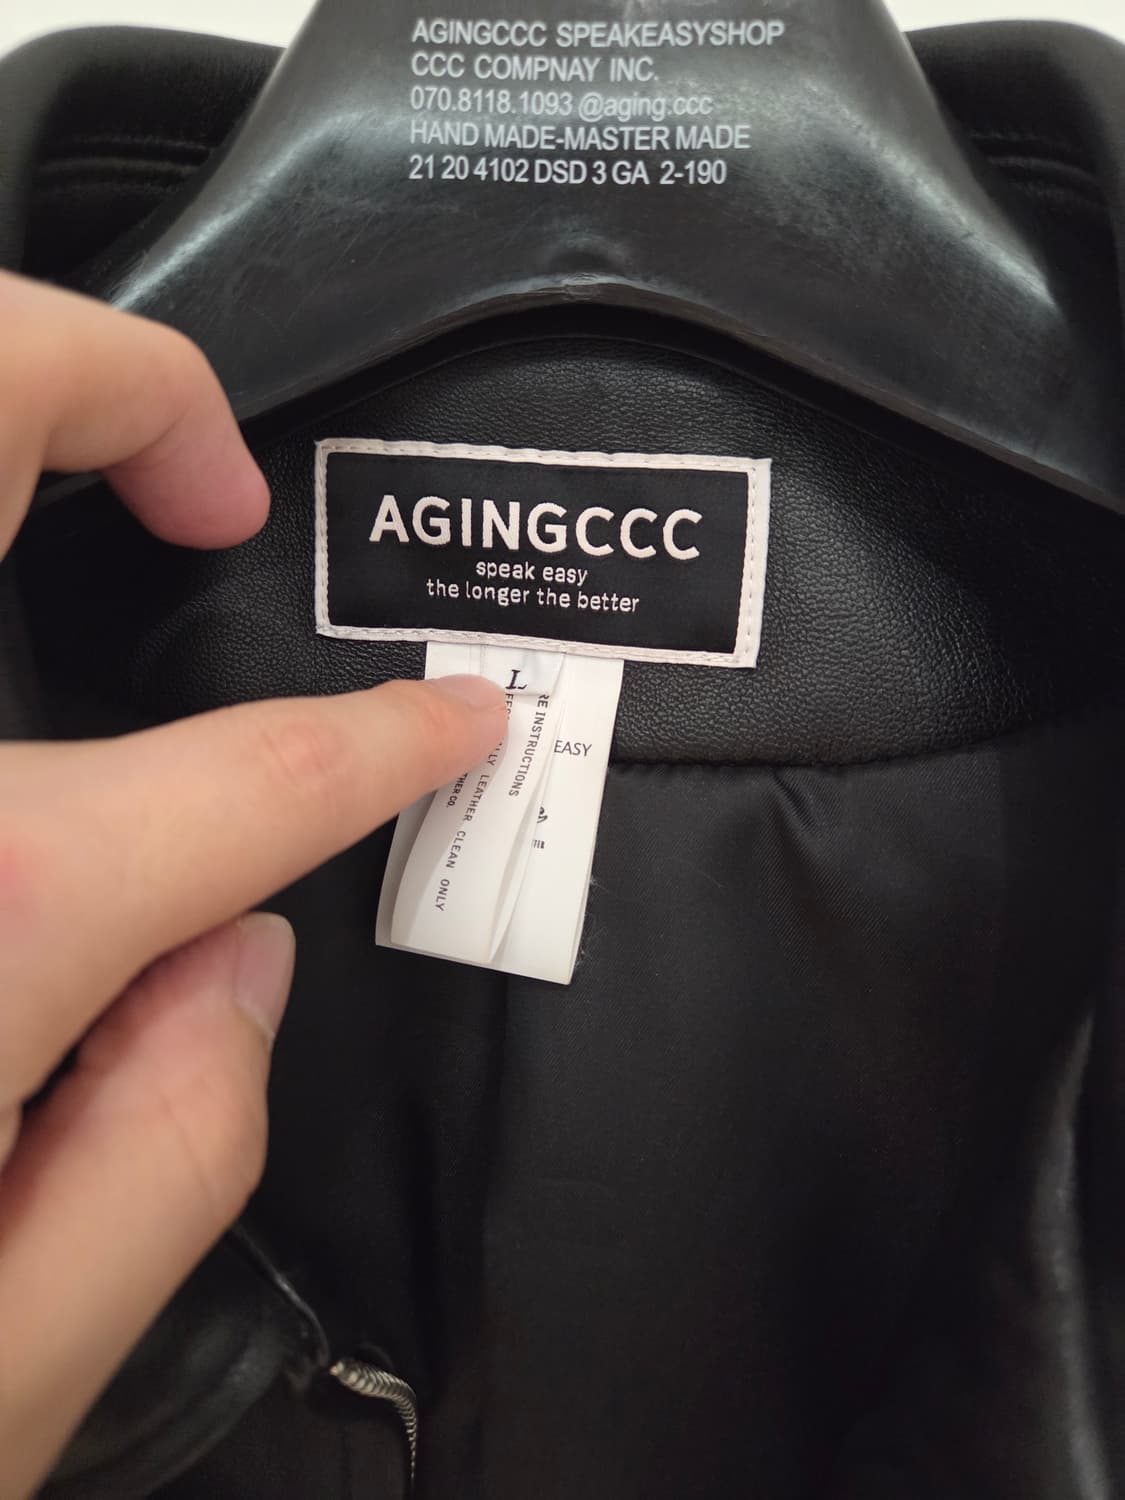 AGINGCCC SPEAKEASYSHOP
CCC COMPNAY INC.
070.8118.1093 @aging.ccc
HAND MADE-MASTER MADE
21 20 4102 DSD 3 GA 2-190
AGINGCCC
speak easy
the longer the better
L
INSTRUCTIONS
LEATHER CLEAN ONLY
CO.
EASY